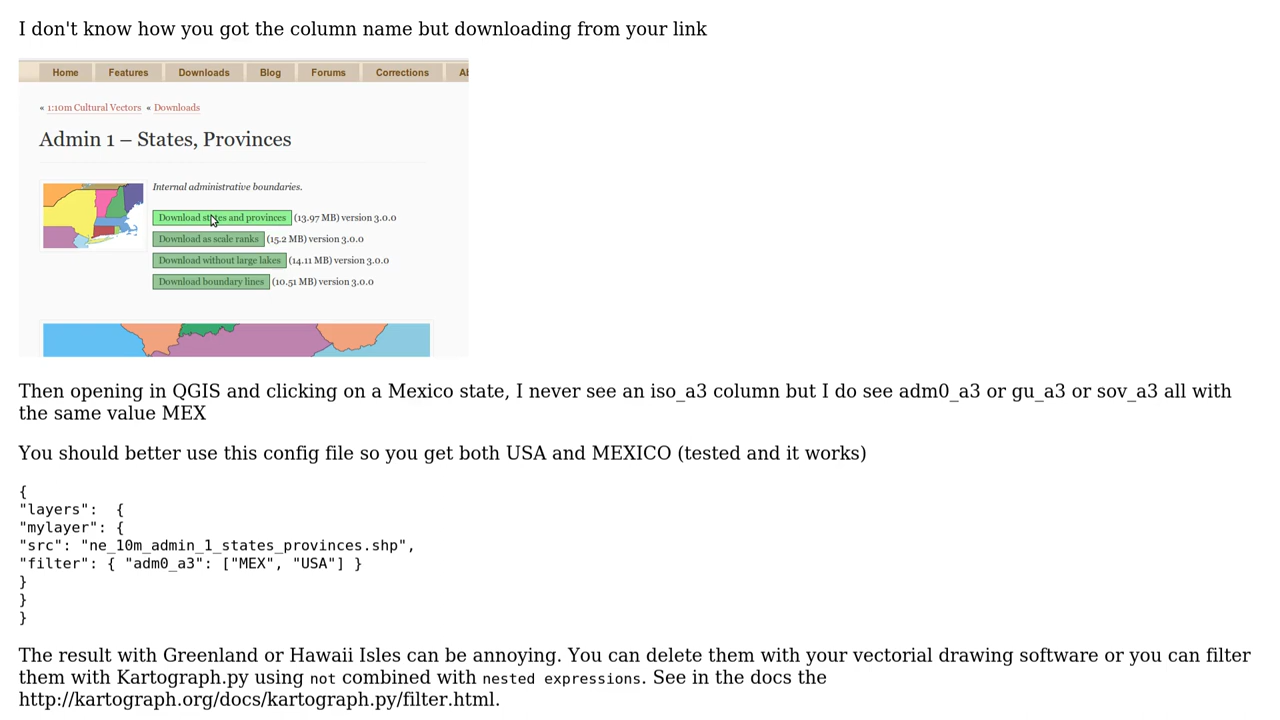 I don't know how you got the column name but downloading from your link
Home Features Downloads Blog Forums Corrections
« 1:10m Cultural Vectors « Downloads
Admin 1 – States, Provinces
Internal administrative boundaries.
Download states and provinces (13.97 MB) version 3.0.0
Download as scale ranks (15.2 MB) version 3.0.0
Download without large lakes (14.11 MB) version 3.0.0
Download boundary lines (10.51 MB) version 3.0.0
Then opening in QGIS and clicking on a Mexico state, I never see an iso_a3 column but I do see adm0_a3 or gu_a3 or sov_a3 all with
the same value MEX
You should better use this config file so you get both USA and MEXICO (tested and it works)
{
"layers":  {
"mylayer": {
"src": "ne_10m_admin_1_states_provinces.shp",
"filter": { "adm0_a3": ["MEX", "USA"] }
}
}
}
The result with Greenland or Hawaii Isles can be annoying. You can delete them with your vectorial drawing software or you can filter
them with Kartograph.py using not combined with nested expressions. See in the docs the
http://kartograph.org/docs/kartograph.py/filter.html.